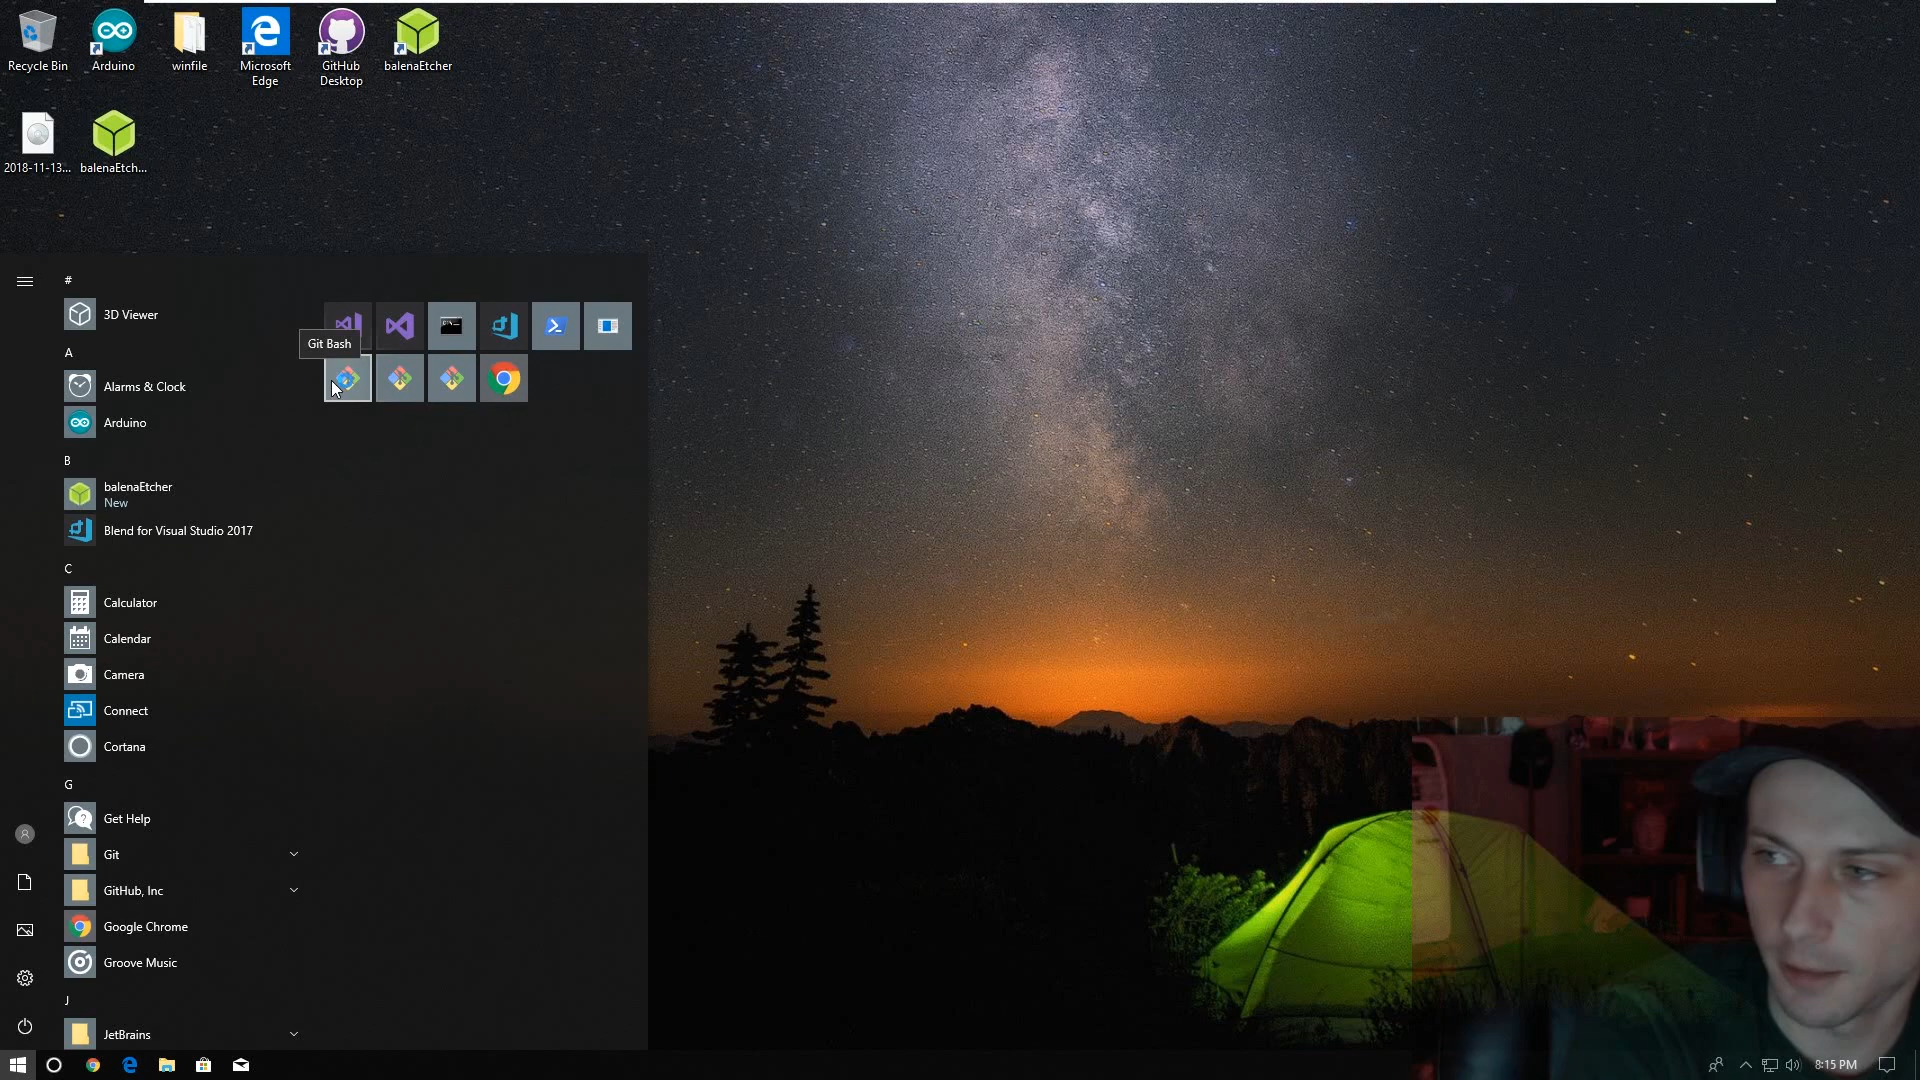 Recycle Bin
Arduino
winfile
Microsoft
Edge
GitHub
Desktop
balenaEtcher
2018-11-13...
balenaEtch...
#
3D Viewer
Git Bash
A
Alarms & Clock
Arduino
B
balenaEtcher
New
Blend for Visual Studio 2017
C
Calculator
Calendar
Camera
Connect
Cortana
G
Get Help
Git
GitHub, Inc
Google Chrome
Groove Music
J
JetBrains
8:15 PM